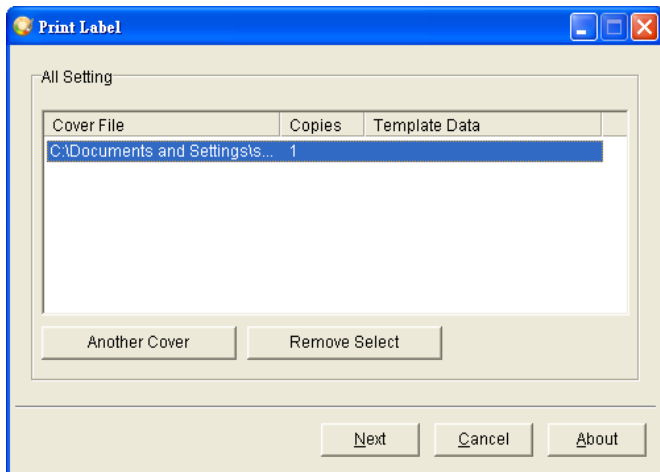 Print Label
All Setting
Cover File Copies Template Data
C:\Documents and Settings\s... 1
Another Cover Remove Select
Next Cancel About